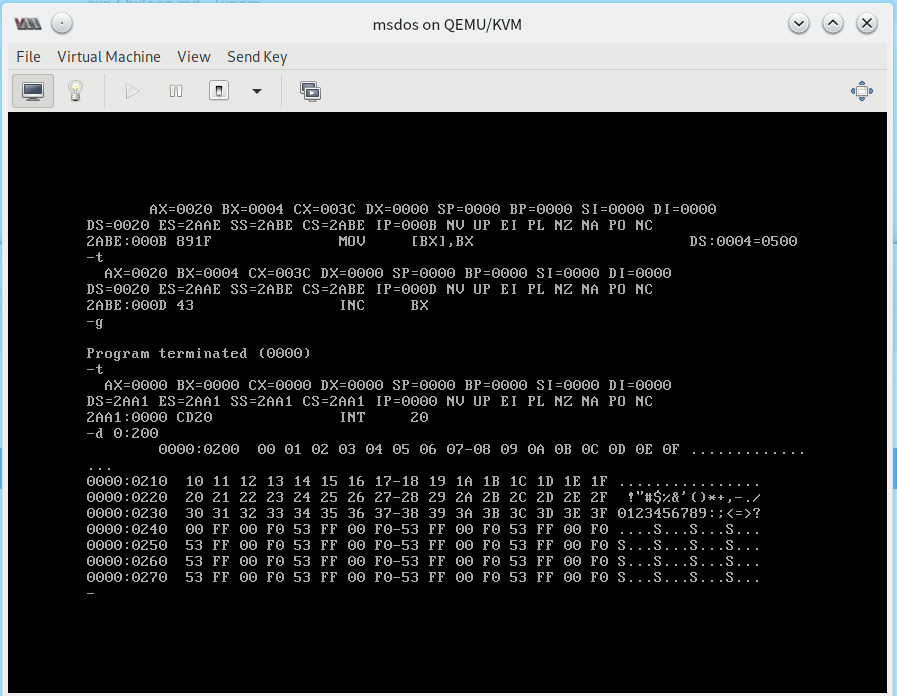 msdos on QEMU/KVM
File Virtual Machine View Send Key
AX=0020 BX=0004 CX=003C DX=0000 SP=0000 BP=0000 SI=0000 DI=0000
DS=0020 ES=2AAE SS=2ABE CS=2ABE IP=000B NV UP EI PL NZ NA PO NC
2ABE:000B 891F MOV [BX],BX DS:0004=0500
-t
AX=0020 BX=0004 CX=003C DX=0000 SP=0000 BP=0000 SI=0000 DI=0000
DS=0020 ES=2AAE SS=2ABE CS=2ABE IP=000D NV UP EI PL NZ NA PO NC
2ABE:000D 43 INC BX
-g
Program terminated (0000)
-t
AX=0000 BX=0000 CX=0000 DX=0000 SP=0000 BP=0000 SI=0000 DI=0000
DS=2AA1 ES=2AA1 SS=2AA1 CS=2AA1 IP=0000 NV UP EI PL NZ NA PO NC
2AA1:0000 CD20 INT 20
-d 0:200
0000:0200 00 01 02 03 04 05 06 07-08 09 0A 0B 0C 0D 0E 0F .............
...
0000:0210 10 11 12 13 14 15 16 17-18 19 1A 1B 1C 1D 1E 1F ................
0000:0220 20 21 22 23 24 25 26 27-28 29 2A 2B 2C 2D 2E 2F !"#$%&'()*+,-./
0000:0230 30 31 32 33 34 35 36 37-38 39 3A 3B 3C 3D 3E 3F 0123456789:;<=>?
0000:0240 00 FF 00 F0 53 FF 00 F0-53 FF 00 F0 53 FF 00 F0 ....S...S...S...
0000:0250 53 FF 00 F0 53 FF 00 F0-53 FF 00 F0 53 FF 00 F0 S...S...S...S...
0000:0260 53 FF 00 F0 53 FF 00 F0-53 FF 00 F0 53 FF 00 F0 S...S...S...S...
0000:0270 53 FF 00 F0 53 FF 00 F0-53 FF 00 F0 53 FF 00 F0 S...S...S...S...
-